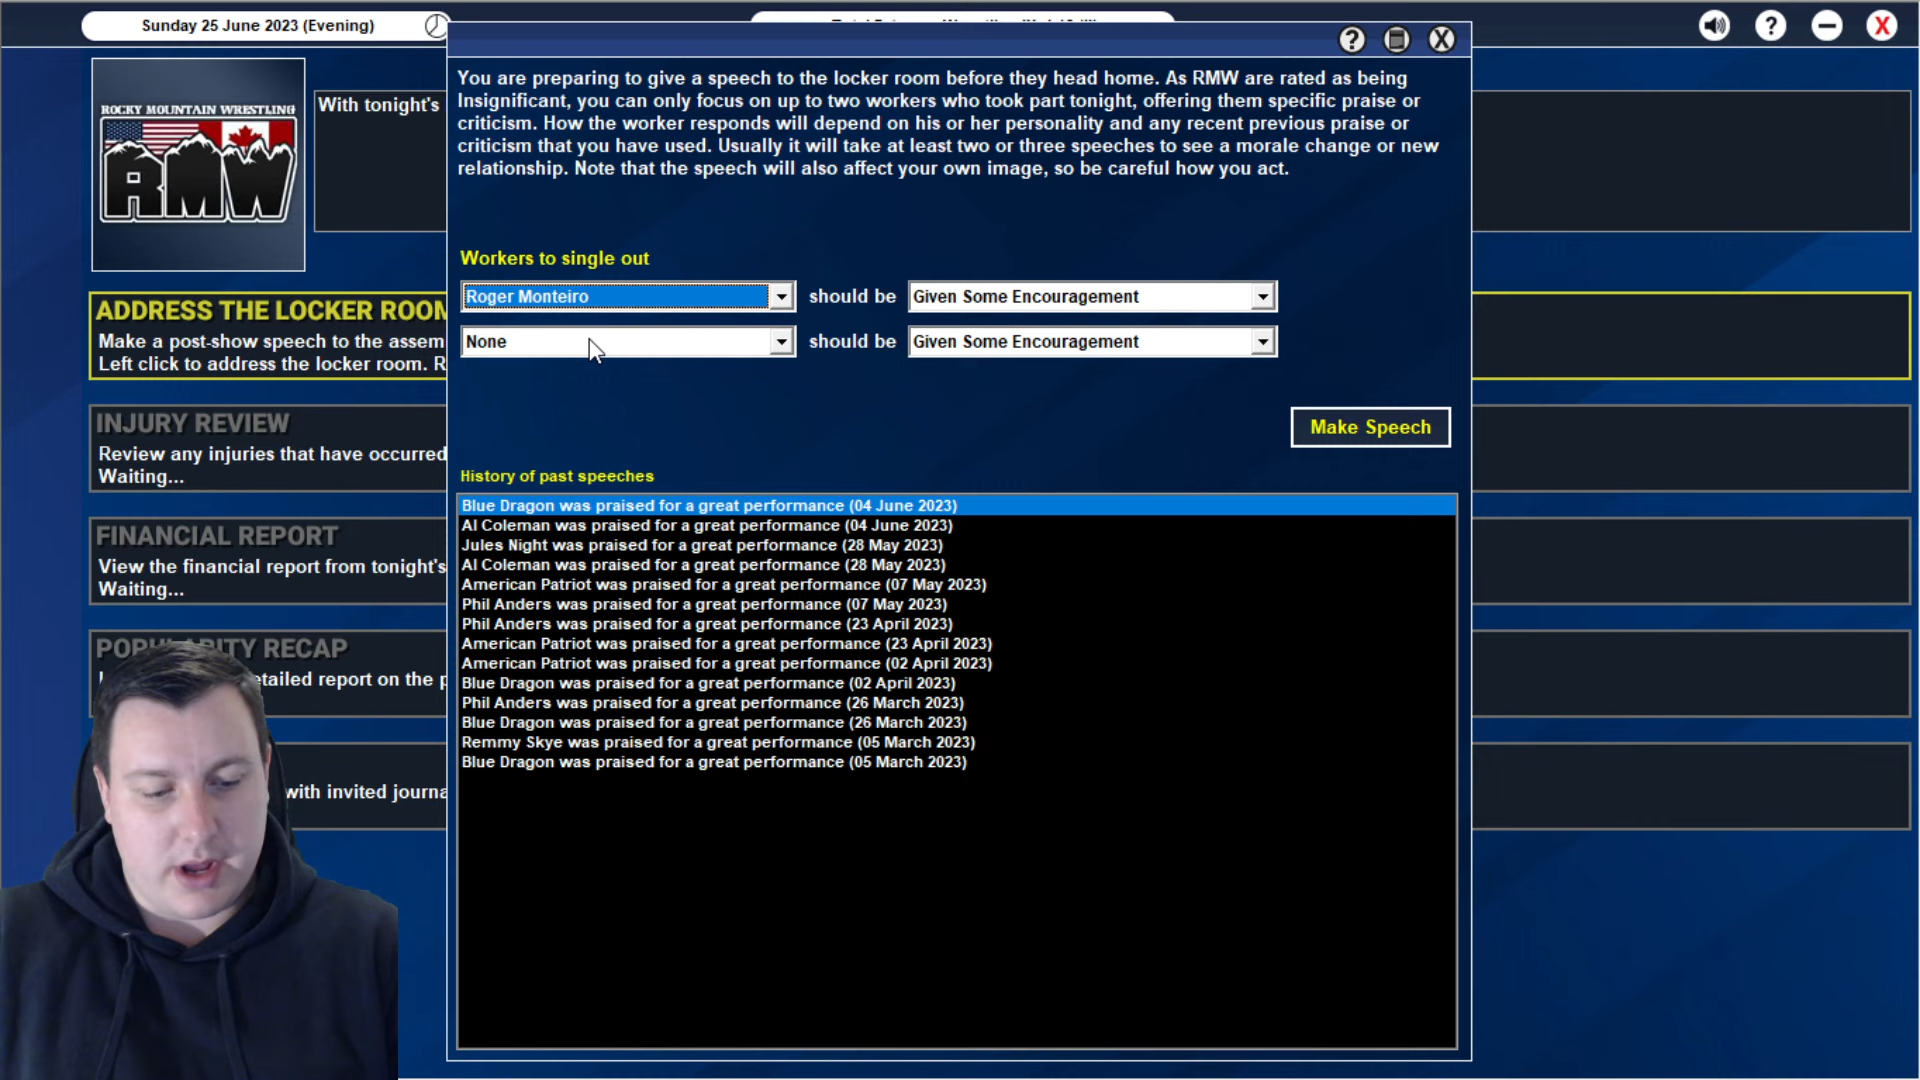 Sunday 25 June 2023 (Evening)
ROCKY MOUNTAIN WRESTLING
RMW
With tonight's
You are preparing to give a speech to the locker room before they head home. As RMW are rated as being
Insignificant, you can only focus on up to two workers who took part tonight, offering them specific praise or
criticism. How the worker responds will depend on his or her personality and any recent previous praise or
criticism that you have used. Usually it will take at least two or three speeches to see a morale change or new
relationship. Note that the speech will also affect your own image, so be careful how you act.
Workers to single out
Roger Monteiro should be Given Some Encouragement
None should be Given Some Encouragement
Make Speech
History of past speeches
Blue Dragon was praised for a great performance (04 June 2023)
Al Coleman was praised for a great performance (04 June 2023)
Jules Night was praised for a great performance (28 May 2023)
Al Coleman was praised for a great performance (28 May 2023)
American Patriot was praised for a great performance (07 May 2023)
Phil Anders was praised for a great performance (07 May 2023)
Phil Anders was praised for a great performance (23 April 2023)
American Patriot was praised for a great performance (23 April 2023)
American Patriot was praised for a great performance (02 April 2023)
Blue Dragon was praised for a great performance (02 April 2023)
Phil Anders was praised for a great performance (26 March 2023)
Blue Dragon was praised for a great performance (26 March 2023)
Remmy Skye was praised for a great performance (05 March 2023)
Blue Dragon was praised for a great performance (05 March 2023)
ADDRESS THE LOCKER ROOM
Make a post-show speech to the assem
Left click to address the locker room. R
INJURY REVIEW
Review any injuries that have occurred
Waiting...
FINANCIAL REPORT
View the financial report from tonight's
Waiting...
RECAP
etailed report on the p
with invited journa